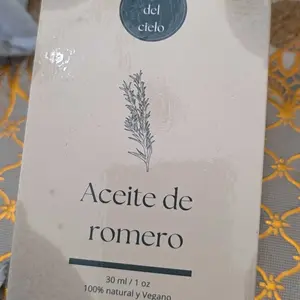 del
cielo
Aceite de
romero
30 ml / 1 oz
100% natural y Vegano